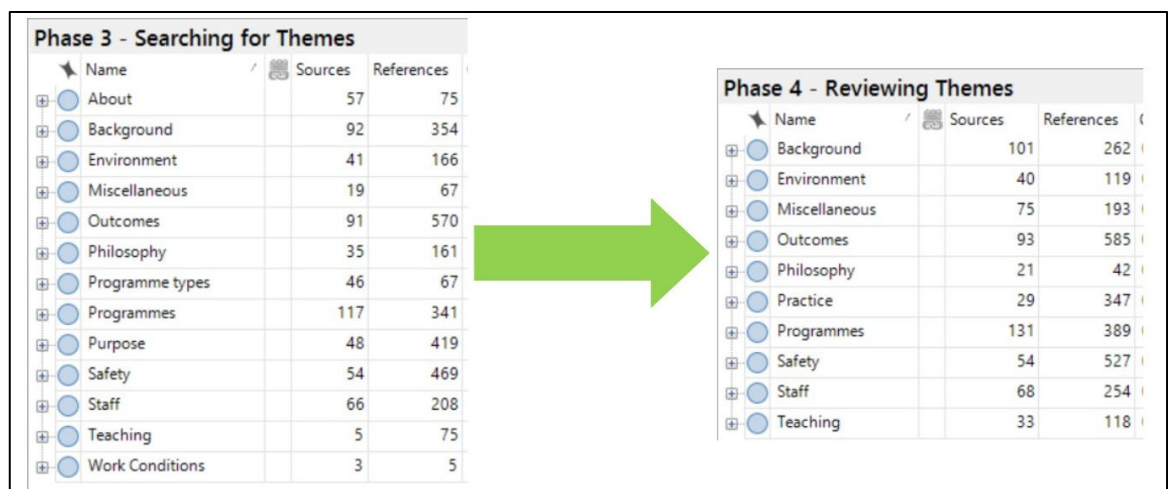 Phase 3 - Searching for Themes
Name Sources References
About 57 75
Background 92 354
Environment 41 166
Miscellaneous 19 67
Outcomes 91 570
Philosophy 35 161
Programme types 46 67
Programmes 117 341
Purpose 48 419
Safety 54 469
Staff 66 208
Teaching 5 75
Work Conditions 3 5
Phase 4 - Reviewing Themes
Name Sources References
Background 101 262
Environment 40 119
Miscellaneous 75 193
Outcomes 93 585
Philosophy 21 42
Practice 29 347
Programmes 131 389
Safety 54 527
Staff 68 254
Teaching 33 118